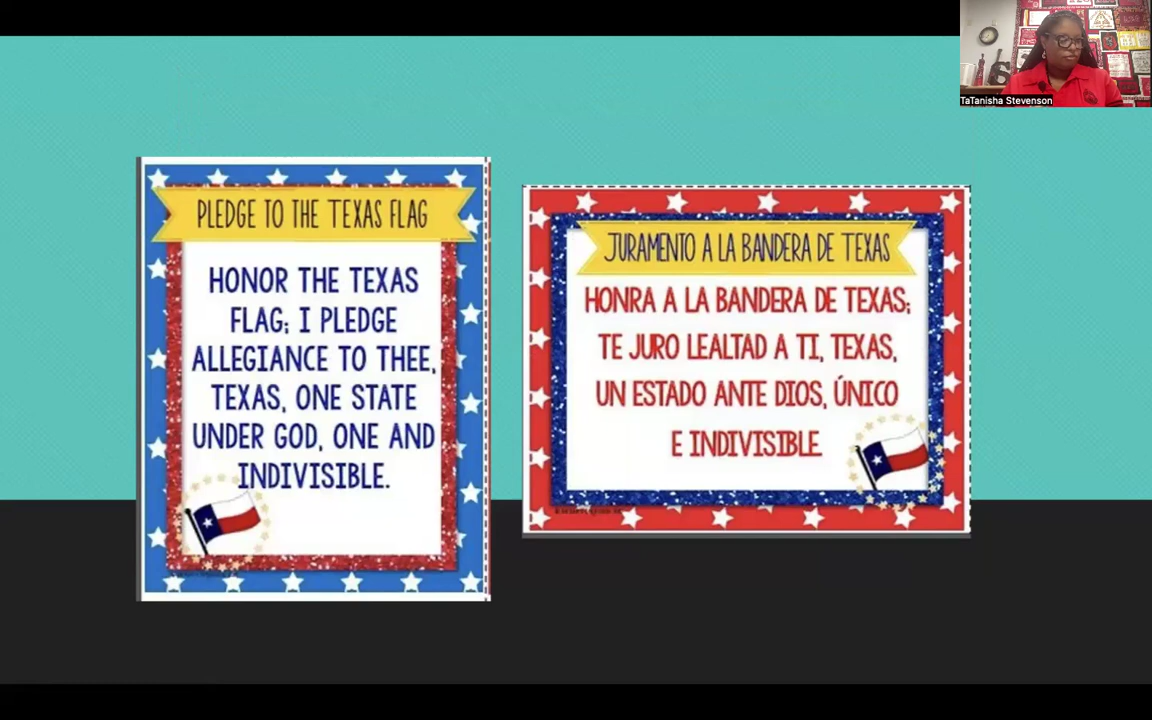 TaTanisha Stevenson
PLEDGE TO THE TEXAS FLAG
HONOR THE TEXAS
FLAG; I PLEDGE
ALLEGIANCE TO THEE,
TEXAS, ONE STATE
UNDER GOD, ONE AND
INDIVISIBLE.
JURAMENTO A LA BANDERA DE TEXAS
HONRA A LA BANDERA DE TEXAS;
TE JURO LEALTAD A TI, TEXAS,
UN ESTADO ANTE DIOS, ÚNICO
E INDIVISIBLE.